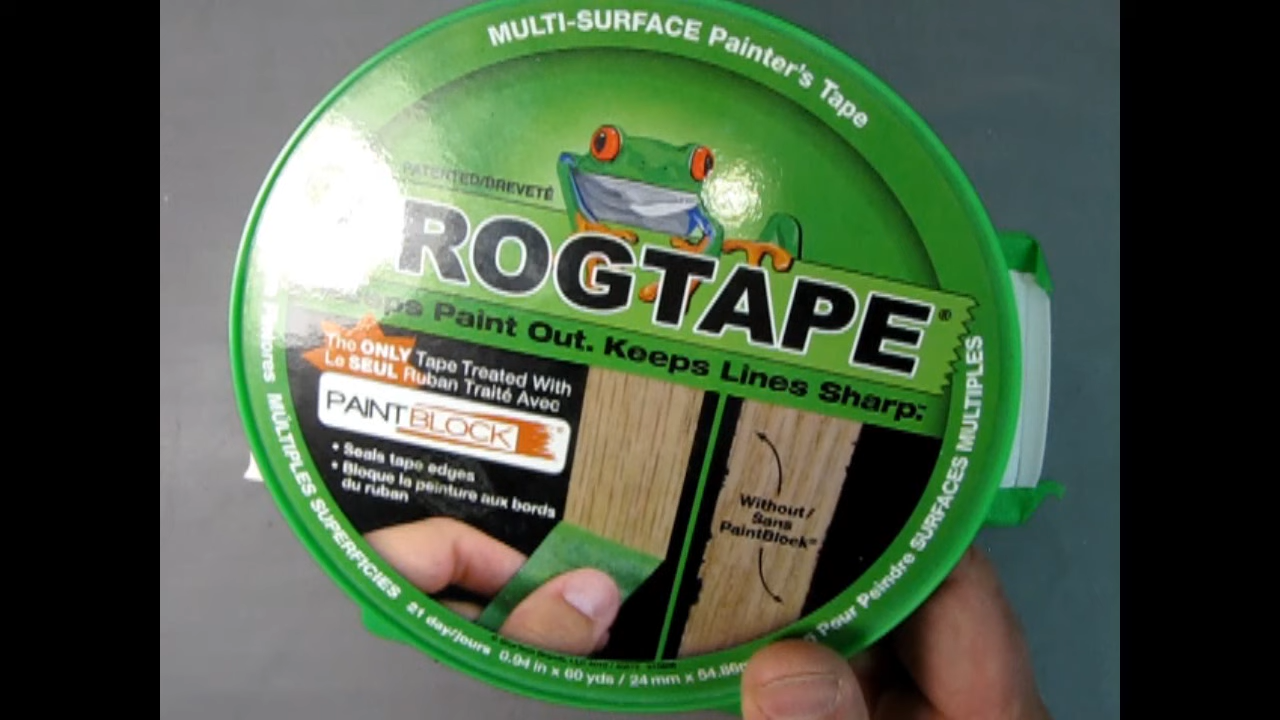 MULTI-SURFACE Painter's Tape
PATENTED/BREVETÉ
ROGTAPE®
Paint Out. Keeps Lines Sharp.
The ONLY Tape Treated With
Le SEUL Ruban Traité Avec
PAINTBLOCK
• Seals tape edges
• Bloque la peinture aux bords
du ruban
Without/
Sans
PaintBlock
MÚLTIPLES SUPERFICIES
21 day/jours
0.94 in x 60 yds / 24 mm x 54.86
Pour Peindre SURFACES MULTIPLES